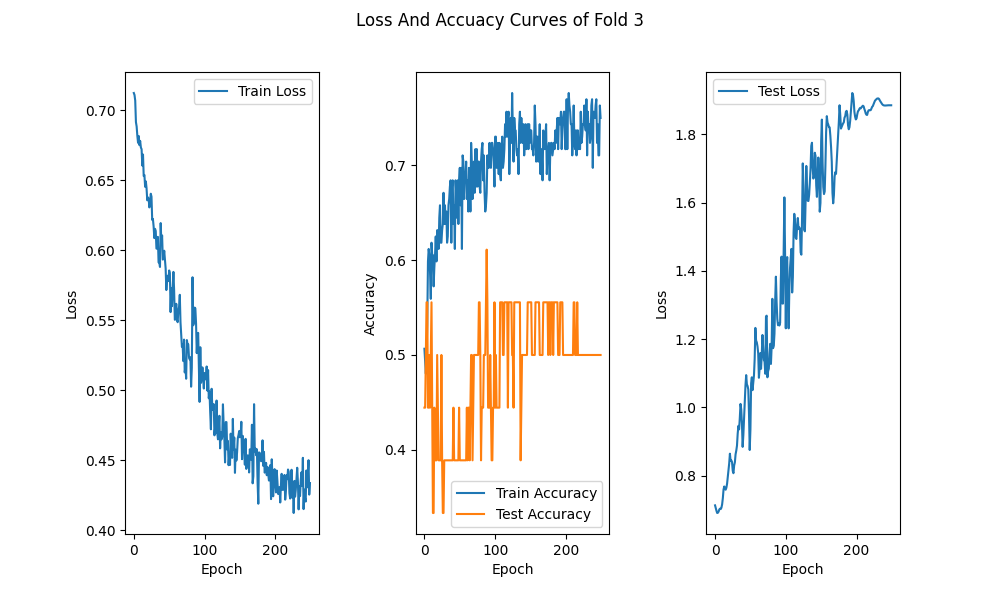 Loss And Accuacy Curves of Fold 3
Loss
0.70
0.65
0.60
0.55
0.50
0.45
0.40
Train Loss
0 100 200
Epoch
Accuracy
0.7
0.6
0.5
0.4
Train Accuracy
Test Accuracy
0 100 200
Epoch
Loss
1.8
1.6
1.4
1.2
1.0
0.8
Test Loss
0 100 200
Epoch